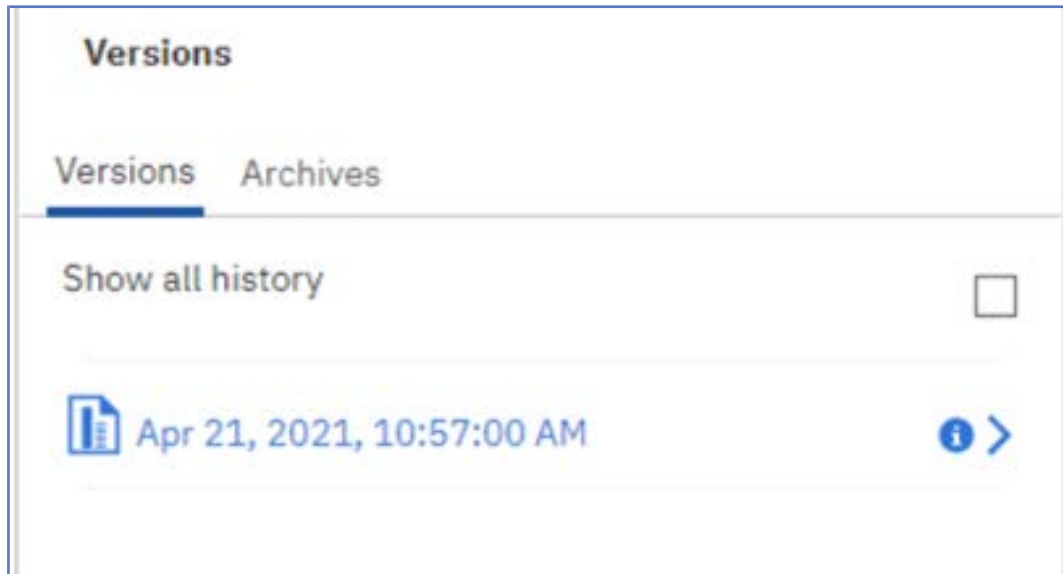 Versions
Versions Archives
Show all history
Apr 21, 2021, 10:57:00 AM